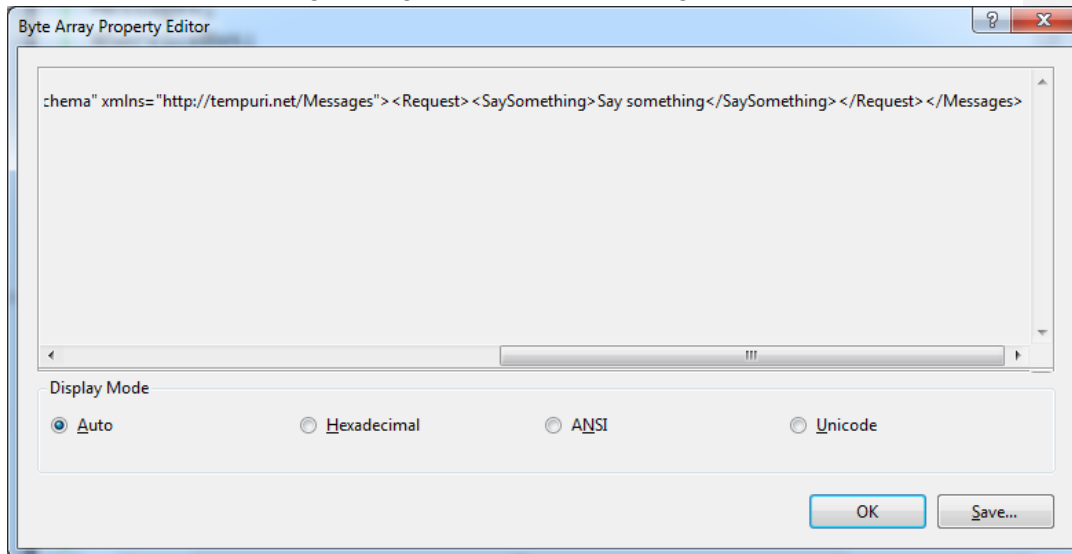 Byte Array Property Editor
:hema" xmlns="http://tempuri.net/Messages"><Request><SaySomething>Say something</SaySomething></Request></Messages>
Display Mode
Auto Hexadecimal ANSI Unicode
OK Save...